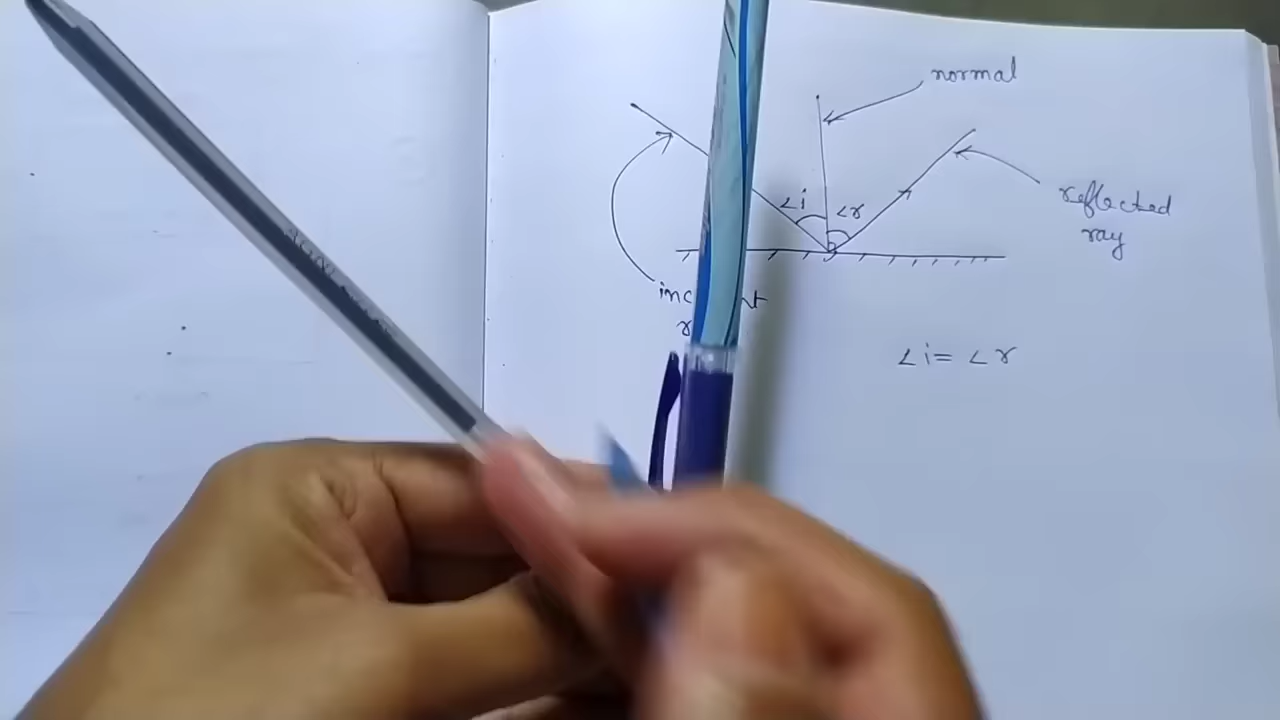 normal
∠i
∠r
reflected
ray
∠i = ∠r